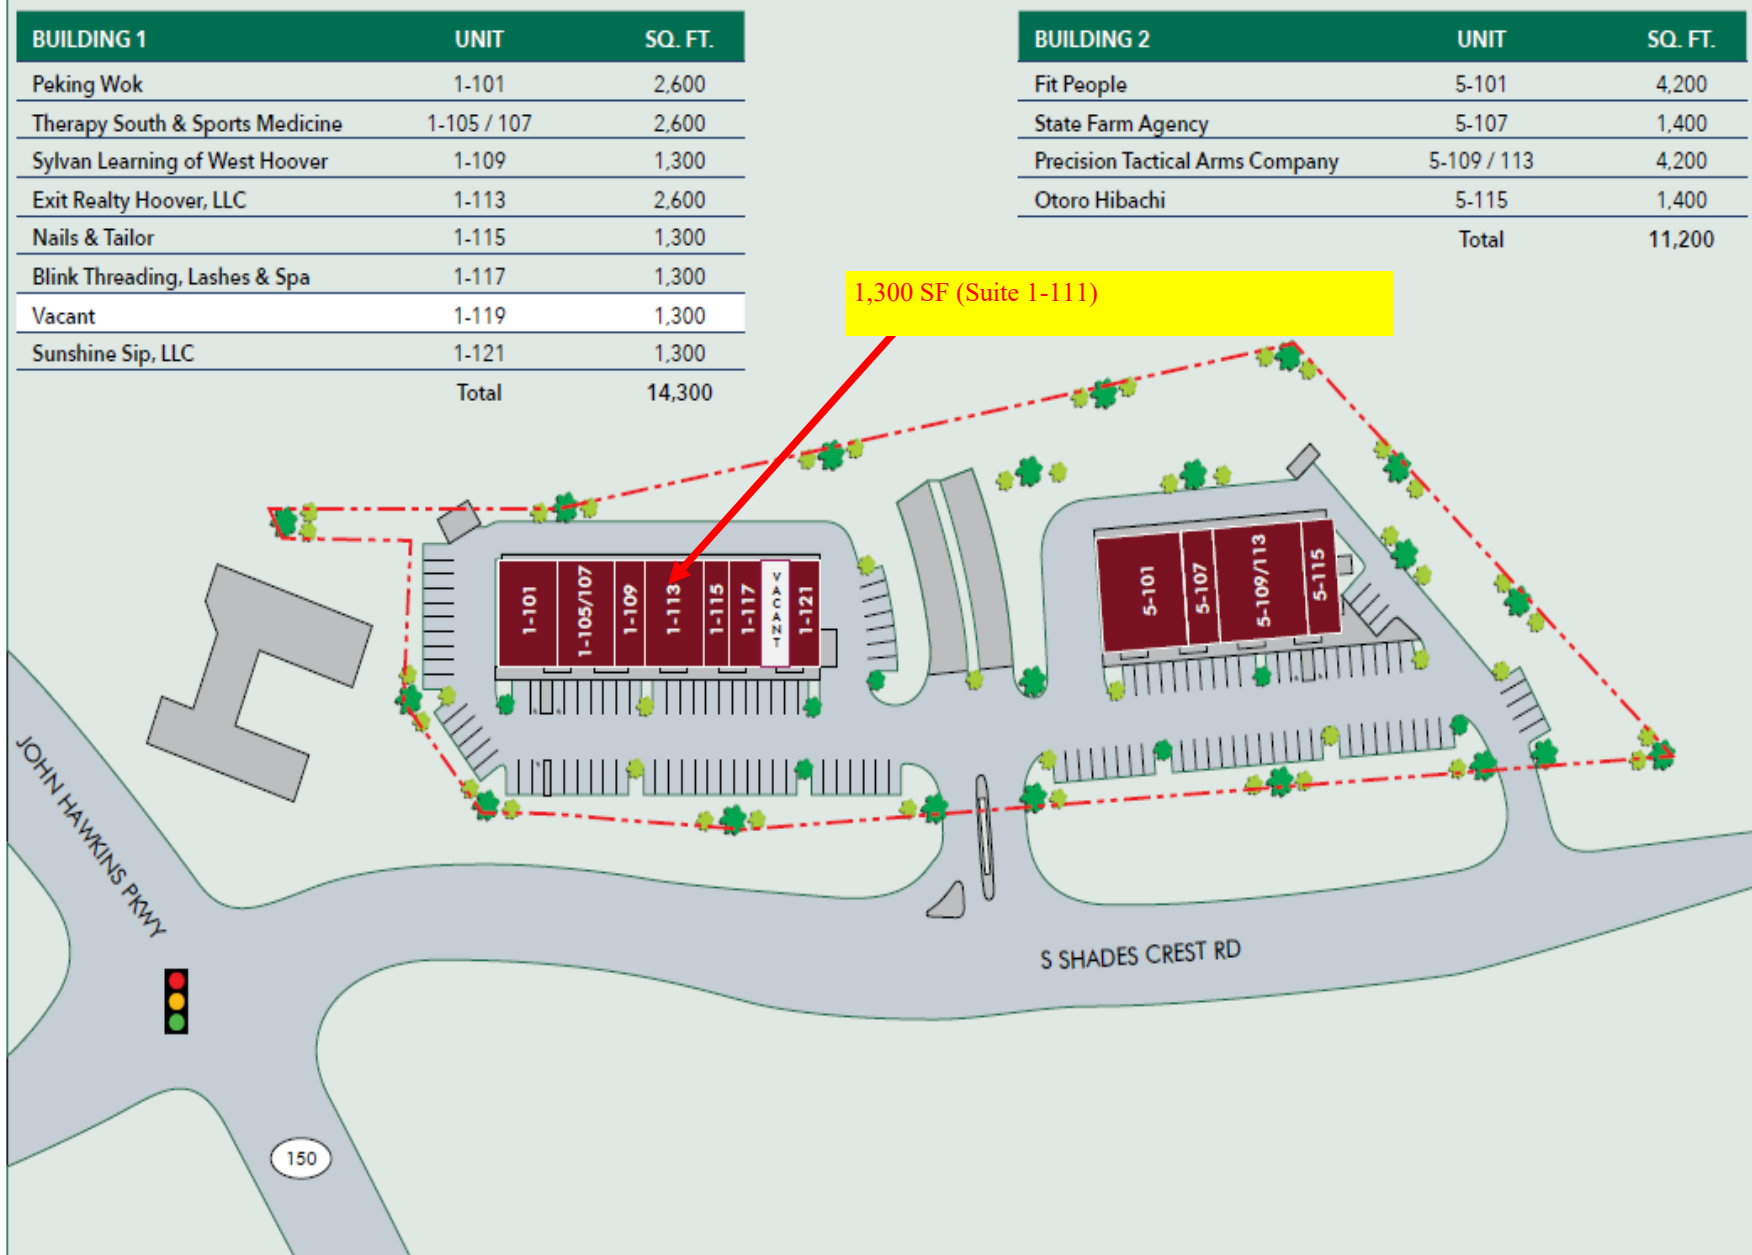 BUILDING 1 UNIT SQ. FT.
Peking Wok 1-101 2,600
Therapy South & Sports Medicine 1-105 / 107 2,600
Sylvan Learning of West Hoover 1-109 1,300
Exit Realty Hoover, LLC 1-113 2,600
Nails & Tailor 1-115 1,300
Blink Threading, Lashes & Spa 1-117 1,300
Vacant 1-119 1,300
Sunshine Sip, LLC 1-121 1,300
Total 14,300
BUILDING 2 UNIT SQ. FT.
Fit People 5-101 4,200
State Farm Agency 5-107 1,400
Precision Tactical Arms Company 5-109 / 113 4,200
Otoro Hibachi 5-115 1,400
Total 11,200
1,300 SF (Suite 1-111)
1-101
1-105/107
1-109
1-113
1-115
1-117
VACANT
1-121
5-101
5-107
5-109/113
5-115
JOHN HAWKINS PKWY
S SHADES CREST RD
150